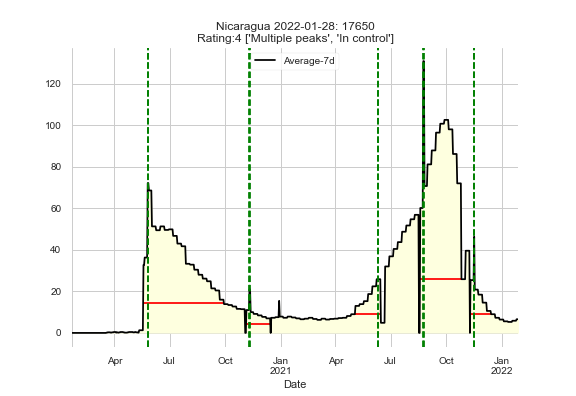 Nicaragua 2022-01-28: 17650
Rating:4 ['Multiple peaks', 'In control']
Average-7d
120
100
80
60
40
20
0
Apr Jul Oct Jan Apr Jul Oct Jan
2021 2022
Date